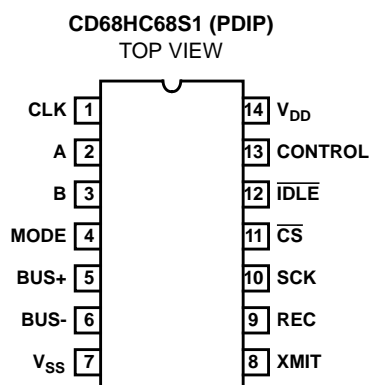 CD68HC68S1 (PDIP)
TOP VIEW
CLK 1
A 2
B 3
MODE 4
BUS+ 5
BUS- 6
VSS 7
14 VDD
13 CONTROL
12 IDLE
11 CS
10 SCK
9 REC
8 XMIT